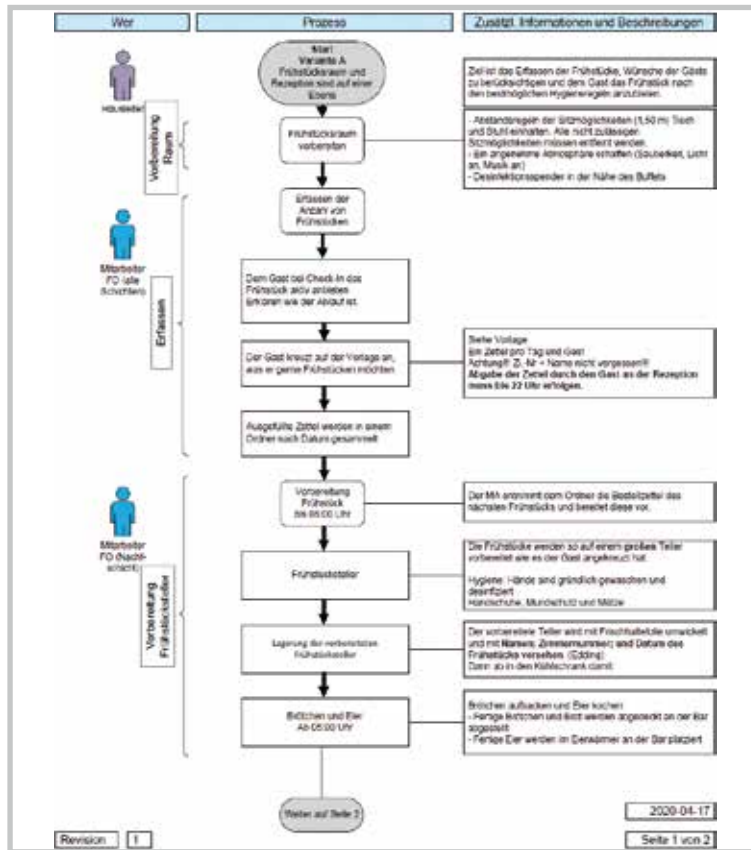 Wer
Prozess
Zusätzl. Informationen und Beschreibungen
Start
Variante A
Frühstücksraum und
Rezeption sind auf einer
Ebene
Ziel ist das Erfassen der Frühstücke, Wünsche der Gäste
zu berücksichtigen und dem Gast das Frühstück nach
den bestmöglichen Hygieneregeln anzubieten.
Vorbereitung
Raum
Frühstücksraum
vorbereiten
- Abstandsregeln der Sitzmöglichkeiten (1,50 m) Tisch
und Stuhl einhalten. Alle nicht zulässigen
Sitzmöglichkeiten müssen entfernt werden.
- Ein angenehme Atmosphäre schaffen (Sauberkeit, Licht
an, Musik an)
- Desinfektionsspender in der Nähe des Buffets
Erfassen der
Anzahl von
Frühstücken
Mitarbeiter
FO (alle
Schichten)
Erfassen
Dem Gast bei Check-In das
Frühstück aktiv anbieten
Erklären wie der Ablauf ist.
Der Gast kreuzt auf der Vorlage an,
was er gerne Frühstücken möchten
Siehe Vorlage
Ein Zettel pro Tag und Gast
Achtung!!! Zi.-Nr + Name nicht vergessen!!!
Abgabe der Zettel durch den Gast an der Rezeption
muss bis 22 Uhr erfolgen.
Ausgefüllte Zettel werden in einem
Ordner nach Datum gesammelt
Vorbereitung
Frühstück
Der MA entnimmt dem Ordner die Bestellzettel des
nächsten Frühstücks und bereitet diese vor.
Mitarbeiter
FO (Nacht-
schicht)
Vorbereitung
Frühstücksteller
Frühstücksteller
Die Frühstücke werden so auf einem großen Teller
vorbereitet wie es der Gast angekreuzt hat
Hygiene: Hände sind gründlich gewaschen und
desinfiziert
Handschuhe, Mundschutz und Mütze
Lagerung der vorbereiteten
Frühstücksteller
Der vorbereitete Teller wird mit Frischhaltefolie umwickelt
und mit Namen, Zimmernummer, und Datum des
Frühstücks versehen. (Edding)
Dann ab in den Kühlschrank damit
Brötchen und Eier
Ab 05:00 Uhr
Brötchen aufbacken und Eier kochen
- Fertige Brötchen und Brot werden abgedeckt an der Bar
abgestellt
- Fertige Eier werden im Eierwärmer an der Bar platziert
Weiter auf Seite 2
2020-04-17
Revision
1
Seite 1 von 2